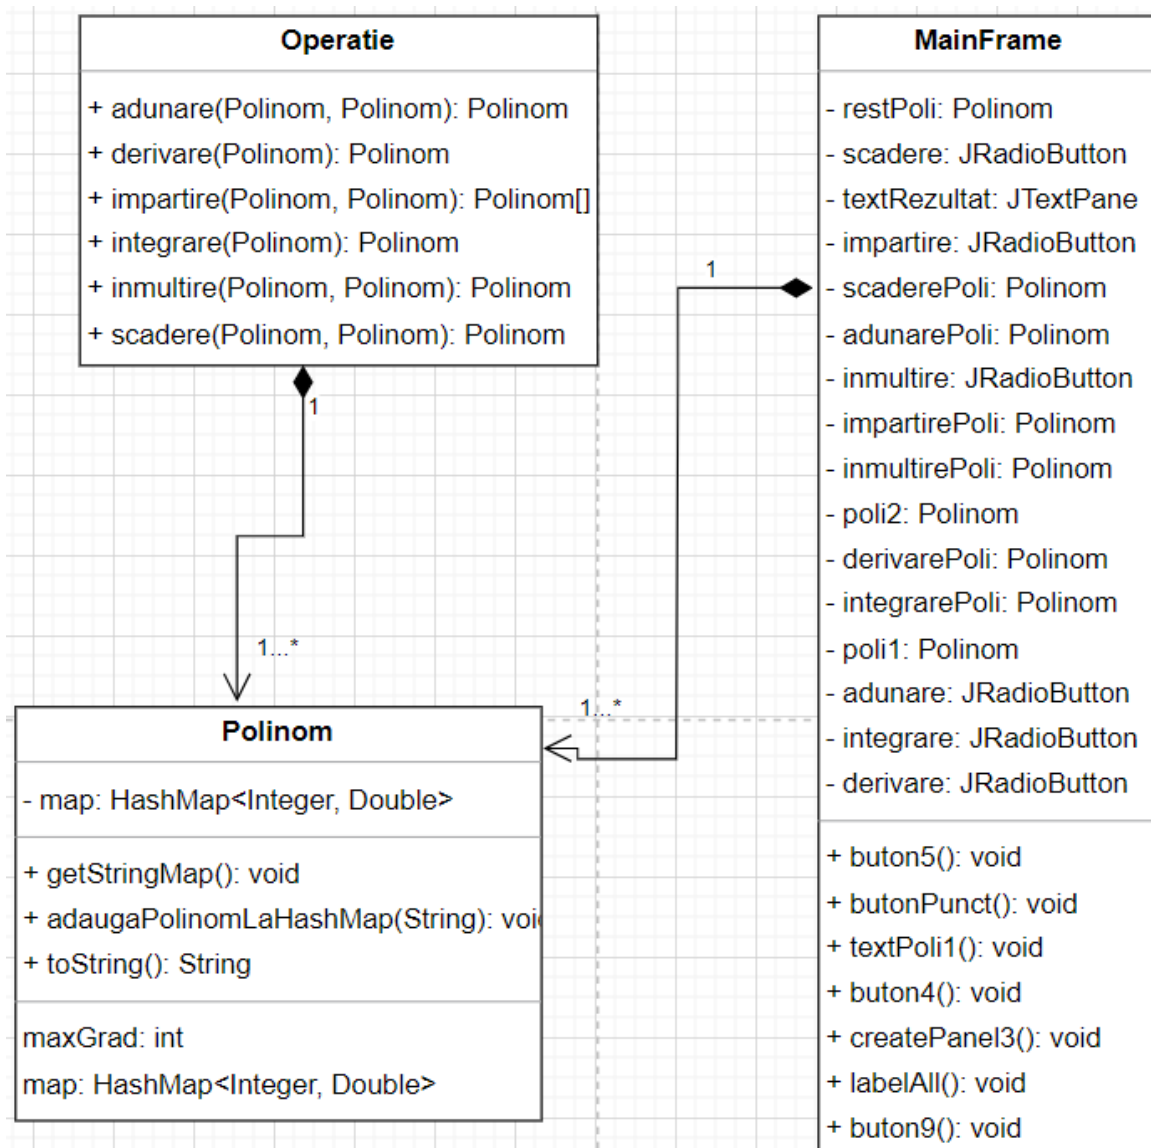 Operatie
+ adunare(Polinom, Polinom): Polinom
+ derivare(Polinom): Polinom
+ impartire(Polinom, Polinom): Polinom[]
+ integrare(Polinom): Polinom
+ inmultire(Polinom, Polinom): Polinom
+ scadere(Polinom, Polinom): Polinom
1
1...*
Polinom
- map: HashMap<Integer, Double>
+ getStringMap(): void
+ adaugaPolinomLaHashMap(String): voi
+ toString(): String
maxGrad: int
map: HashMap<Integer, Double>
1
1...*
MainFrame
- restPoli: Polinom
- scadere: JRadioButton
- textRezultat: JTextPane
- impartire: JRadioButton
- scaderePoli: Polinom
- adunarePoli: Polinom
- inmultire: JRadioButton
- impartirePoli: Polinom
- inmultirePoli: Polinom
- poli2: Polinom
- derivarePoli: Polinom
- integrarePoli: Polinom
- poli1: Polinom
- adunare: JRadioButton
- integrare: JRadioButton
- derivare: JRadioButton
+ buton5(): void
+ butonPunct(): void
+ textPoli1(): void
+ buton4(): void
+ createPanel3(): void
+ labelAll(): void
+ buton9(): void